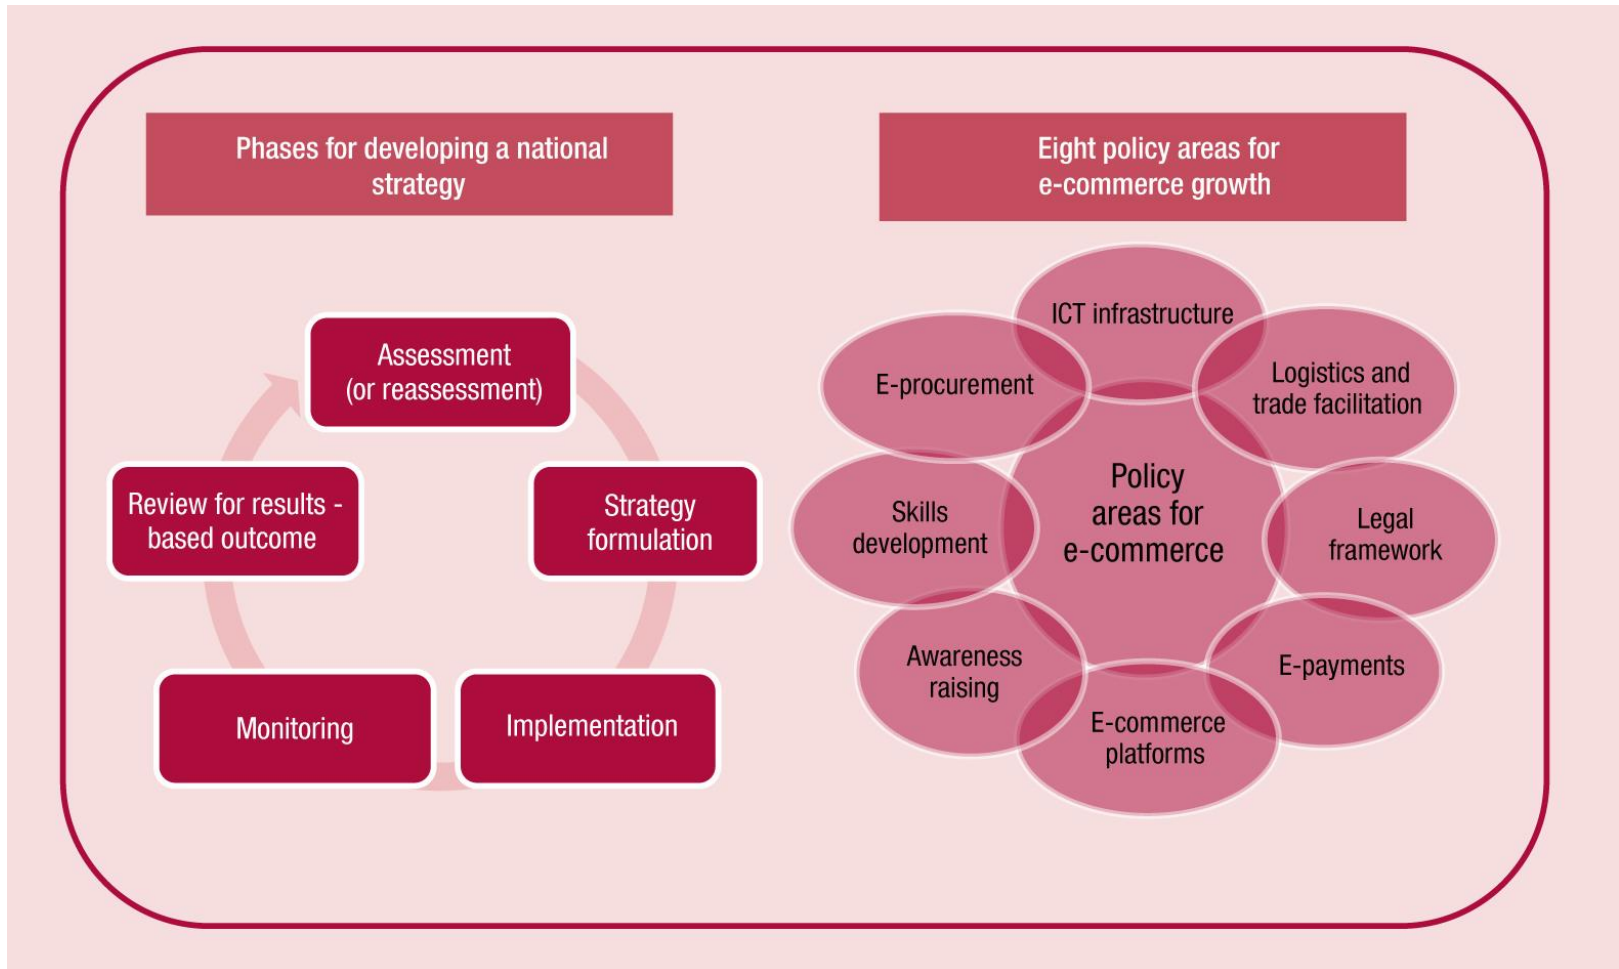 Phases for developing a national
strategy
Assessment
(or reassessment)
Strategy
formulation
Implementation
Monitoring
Review for results -
based outcome
Eight policy areas for
e-commerce growth
ICT infrastructure
Logistics and
trade facilitation
Legal
framework
E-payments
E-commerce
platforms
Awareness
raising
Skills
development
E-procurement
Policy
areas for
e-commerce